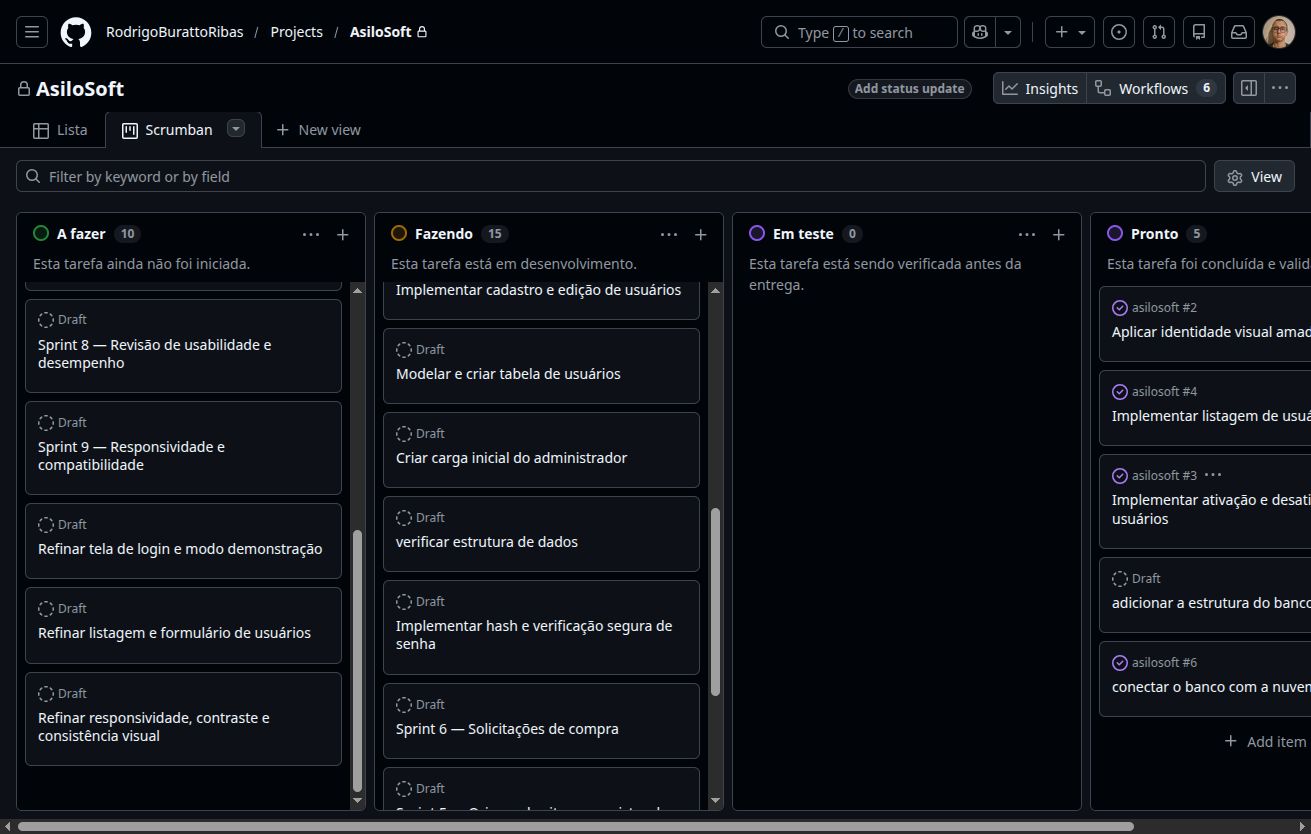 RodrigoBurattoRibas / Projects / AsiloSoft
Type / to search
AsiloSoft
Add status update
Insights
Workflows 6
Lista
Scrumban
New view
Filter by keyword or by field
View
A fazer 10
Esta tarefa ainda não foi iniciada.
Draft
Sprint 8 — Revisão de usabilidade e
desempenho
Draft
Sprint 9 — Responsividade e
compatibilidade
Draft
Refinar tela de login e modo demonstração
Draft
Refinar listagem e formulário de usuários
Draft
Refinar responsividade, contraste e
consistência visual
Fazendo 15
Esta tarefa está em desenvolvimento.
Implementar cadastro e edição de usuários
Draft
Modelar e criar tabela de usuários
Draft
Criar carga inicial do administrador
Draft
verificar estrutura de dados
Draft
Implementar hash e verificação segura de
senha
Draft
Sprint 6 — Solicitações de compra
Draft
Em teste 0
Esta tarefa está sendo verificada antes da
entrega.
Pronto 5
Esta tarefa foi concluída e valid
asilosoft #2
Aplicar identidade visual amad
asilosoft #4
Implementar listagem de usuá
asilosoft #3
Implementar ativação e desati
usuários
Draft
adicionar a estrutura do banco
asilosoft #6
conectar o banco com a nuven
Add item